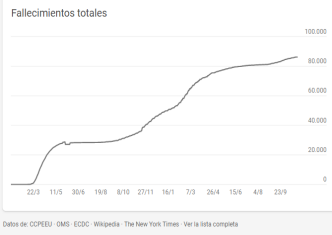 Fallecimientos totales
100.000
80.000
60.000
40.000
20.000
0
22/3 11/5 30/6 19/8 8/10 27/11 16/1 7/3 26/4 15/6 4/8 23/9
Datos de: CCPEEU · OMS · ECDC · Wikipedia · The New York Times · Ver la lista completa